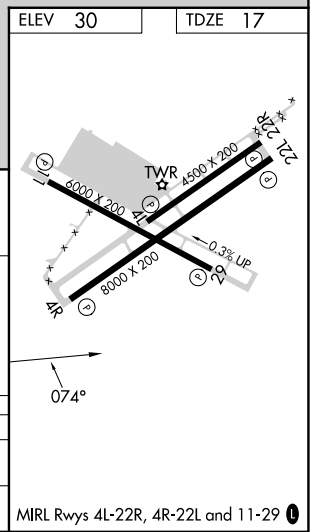 ELEV 30
TDZE 17
TWR
11
6000 X 200
4500 X 200
22R
22L
4L
0.3% UP
8000 X 200
29
4R
P
P
P
P
P
P
074°
MIRL Rwys 4L-22R, 4R-22L and 11-29 L